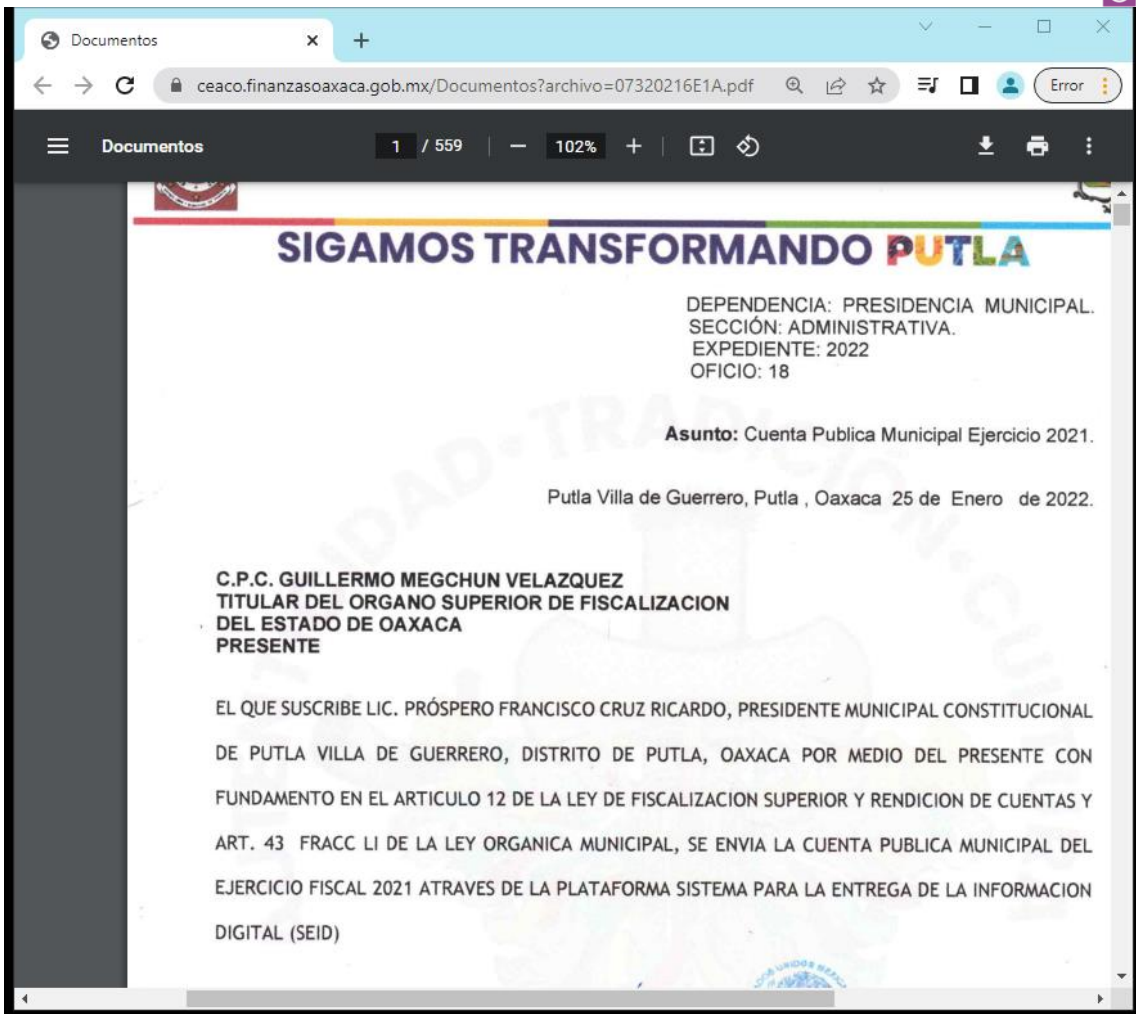 Documentos
ceaco.finanzasoaxaca.gob.mx/Documentos?archivo=07320216E1A.pdf
Error
Documentos
1 / 559
102%
SIGAMOS TRANSFORMANDO PUTLA
DEPENDENCIA: PRESIDENCIA MUNICIPAL.
SECCIÓN: ADMINISTRATIVA.
EXPEDIENTE: 2022
OFICIO: 18
Asunto: Cuenta Publica Municipal Ejercicio 2021.
Putla Villa de Guerrero, Putla , Oaxaca 25 de Enero de 2022.
C.P.C. GUILLERMO MEGCHUN VELAZQUEZ
TITULAR DEL ORGANO SUPERIOR DE FISCALIZACION
DEL ESTADO DE OAXACA
PRESENTE
EL QUE SUSCRIBE LIC. PRÓSPERO FRANCISCO CRUZ RICARDO, PRESIDENTE MUNICIPAL CONSTITUCIONAL
DE PUTLA VILLA DE GUERRERO, DISTRITO DE PUTLA, OAXACA POR MEDIO DEL PRESENTE CON
FUNDAMENTO EN EL ARTICULO 12 DE LA LEY DE FISCALIZACION SUPERIOR Y RENDICION DE CUENTAS Y
ART. 43 FRACC LI DE LA LEY ORGANICA MUNICIPAL, SE ENVIA LA CUENTA PUBLICA MUNICIPAL DEL
EJERCICIO FISCAL 2021 ATRAVES DE LA PLATAFORMA SISTEMA PARA LA ENTREGA DE LA INFORMACION
DIGITAL (SEID)